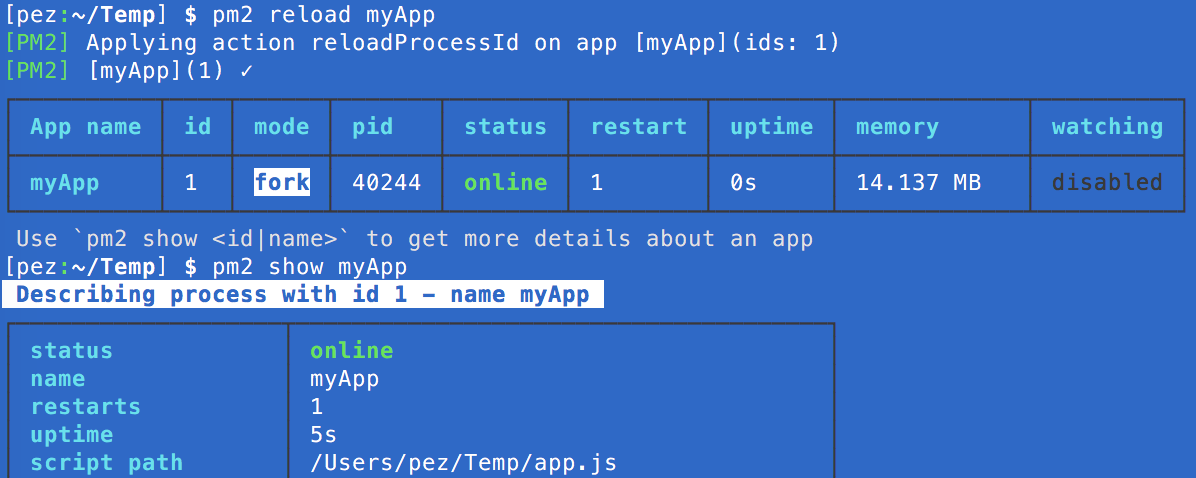 [pez:~/Temp] $ pm2 reload myApp
[PM2] Applying action reloadProcessId on app [myApp](ids: 1)
[PM2] [myApp](1) ✓
App name id mode pid status restart uptime memory watching
myApp 1 fork 40244 online 1 0s 14.137 MB disabled
Use `pm2 show <id|name>` to get more details about an app
[pez:~/Temp] $ pm2 show myApp
Describing process with id 1 - name myApp
status online
name myApp
restarts 1
uptime 5s
script path /Users/pez/Temp/app.js